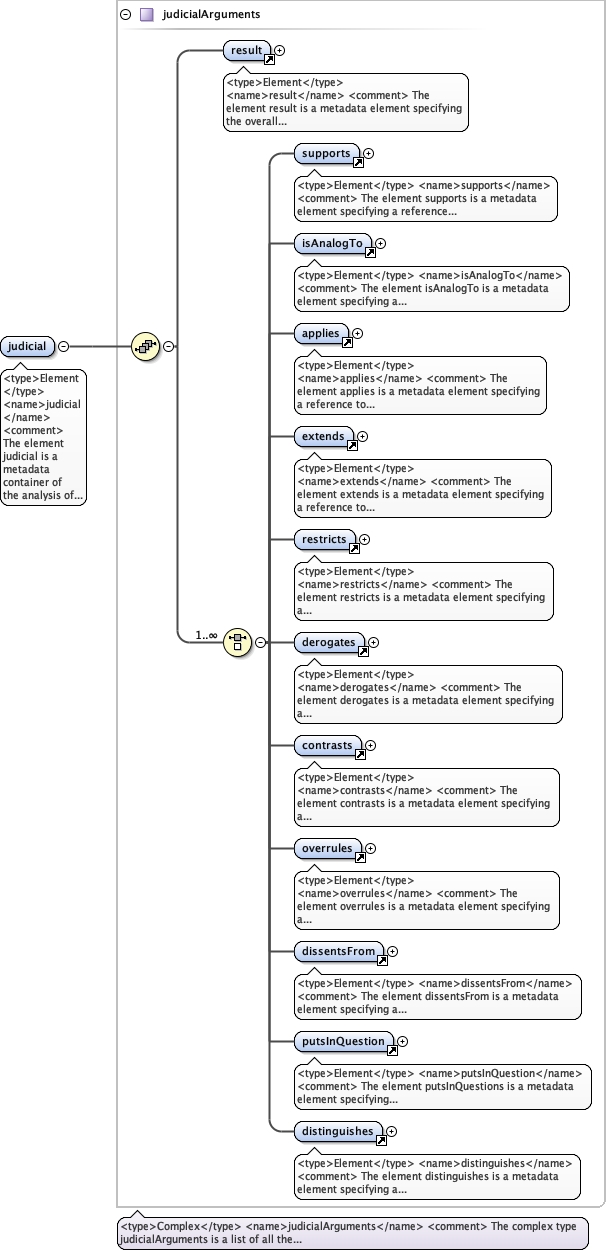 judicialArguments
result
<type>Element</type>
<name>result</name> <comment> The
element result is a metadata element specifying
the overall...
supports
<type>Element</type> <name>supports</name>
<comment> The element supports is a metadata
element specifying a reference...
isAnalogTo
<type>Element</type> <name>isAnalogTo</name>
<comment> The element isAnalogTo is a metadata
element specifying a...
applies
<type>Element</type>
<name>applies</name> <comment> The
element applies is a metadata element specifying
a reference to...
judicial
<type>Element
</type>
<name>judicial
</name>
<comment>
The element
judicial is a
metadata
container of
the analysis of...
extends
<type>Element</type>
<name>extends</name> <comment> The
element extends is a metadata element specifying
a reference to...
restricts
<type>Element</type>
<name>restricts</name> <comment> The
element restricts is a metadata element specifying
a...
1..∞
derogates
<type>Element</type>
<name>derogates</name> <comment> The
element derogates is a metadata element specifying
a...
contrasts
<type>Element</type>
<name>contrasts</name> <comment> The
element contrasts is a metadata element specifying
a...
overrules
<type>Element</type>
<name>overrules</name> <comment> The
element overrules is a metadata element specifying
a...
dissentsFrom
<type>Element</type> <name>dissentsFrom</name>
<comment> The element dissentsFrom is a metadata
element specifying a...
putsInQuestion
<type>Element</type> <name>putsInQuestion</name>
<comment> The element putsInQuestions is a metadata
element specifying...
distinguishes
<type>Element</type> <name>distinguishes</name>
<comment> The element distinguishes is a metadata
element specifying a...
<type>Complex</type> <name>judicialArguments</name> <comment> The complex type
judicialArguments is a list of all the...